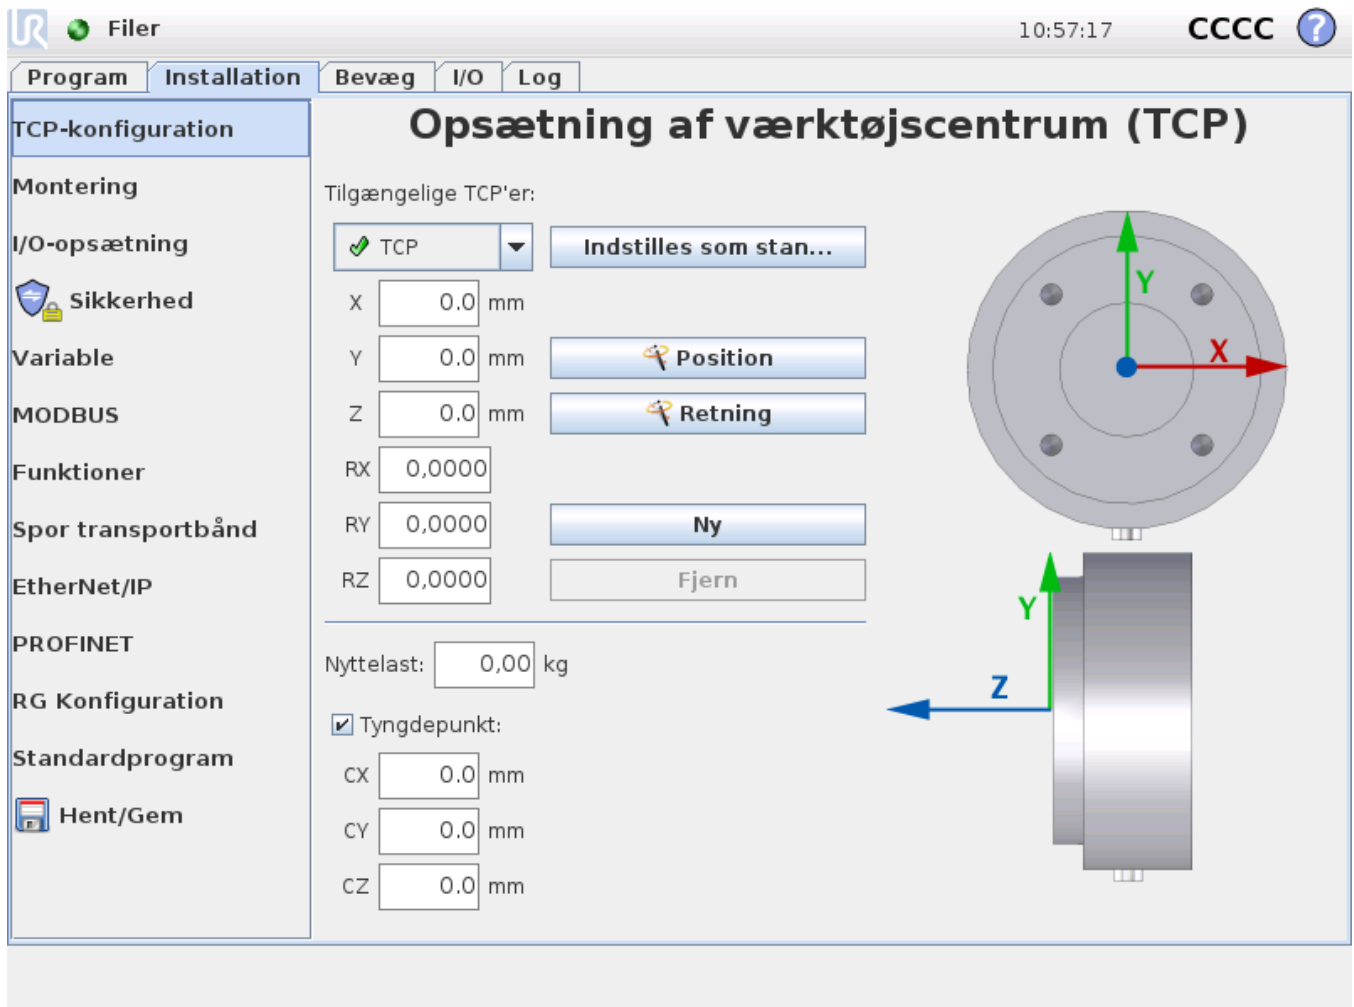 UR Filer 10:57:17 CCCC ?
Program Installation Bevæg I/O Log
TCP-konfiguration
Montering
I/O-opsætning
Sikkerhed
Variable
MODBUS
Funktioner
Spor transportbånd
EtherNet/IP
PROFINET
RG Konfiguration
Standardprogram
Hent/Gem
Opsætning af værktøjscentrum (TCP)
Tilgængelige TCP'er:
TCP Indstilles som stan...
X 0.0 mm
Y 0.0 mm Position
Z 0.0 mm Retning
RX 0,0000
RY 0,0000 Ny
RZ 0,0000 Fjern
Nyttelast: 0,00 kg
Tyngdepunkt:
CX 0.0 mm
CY 0.0 mm
CZ 0.0 mm
Y
X
Y
Z